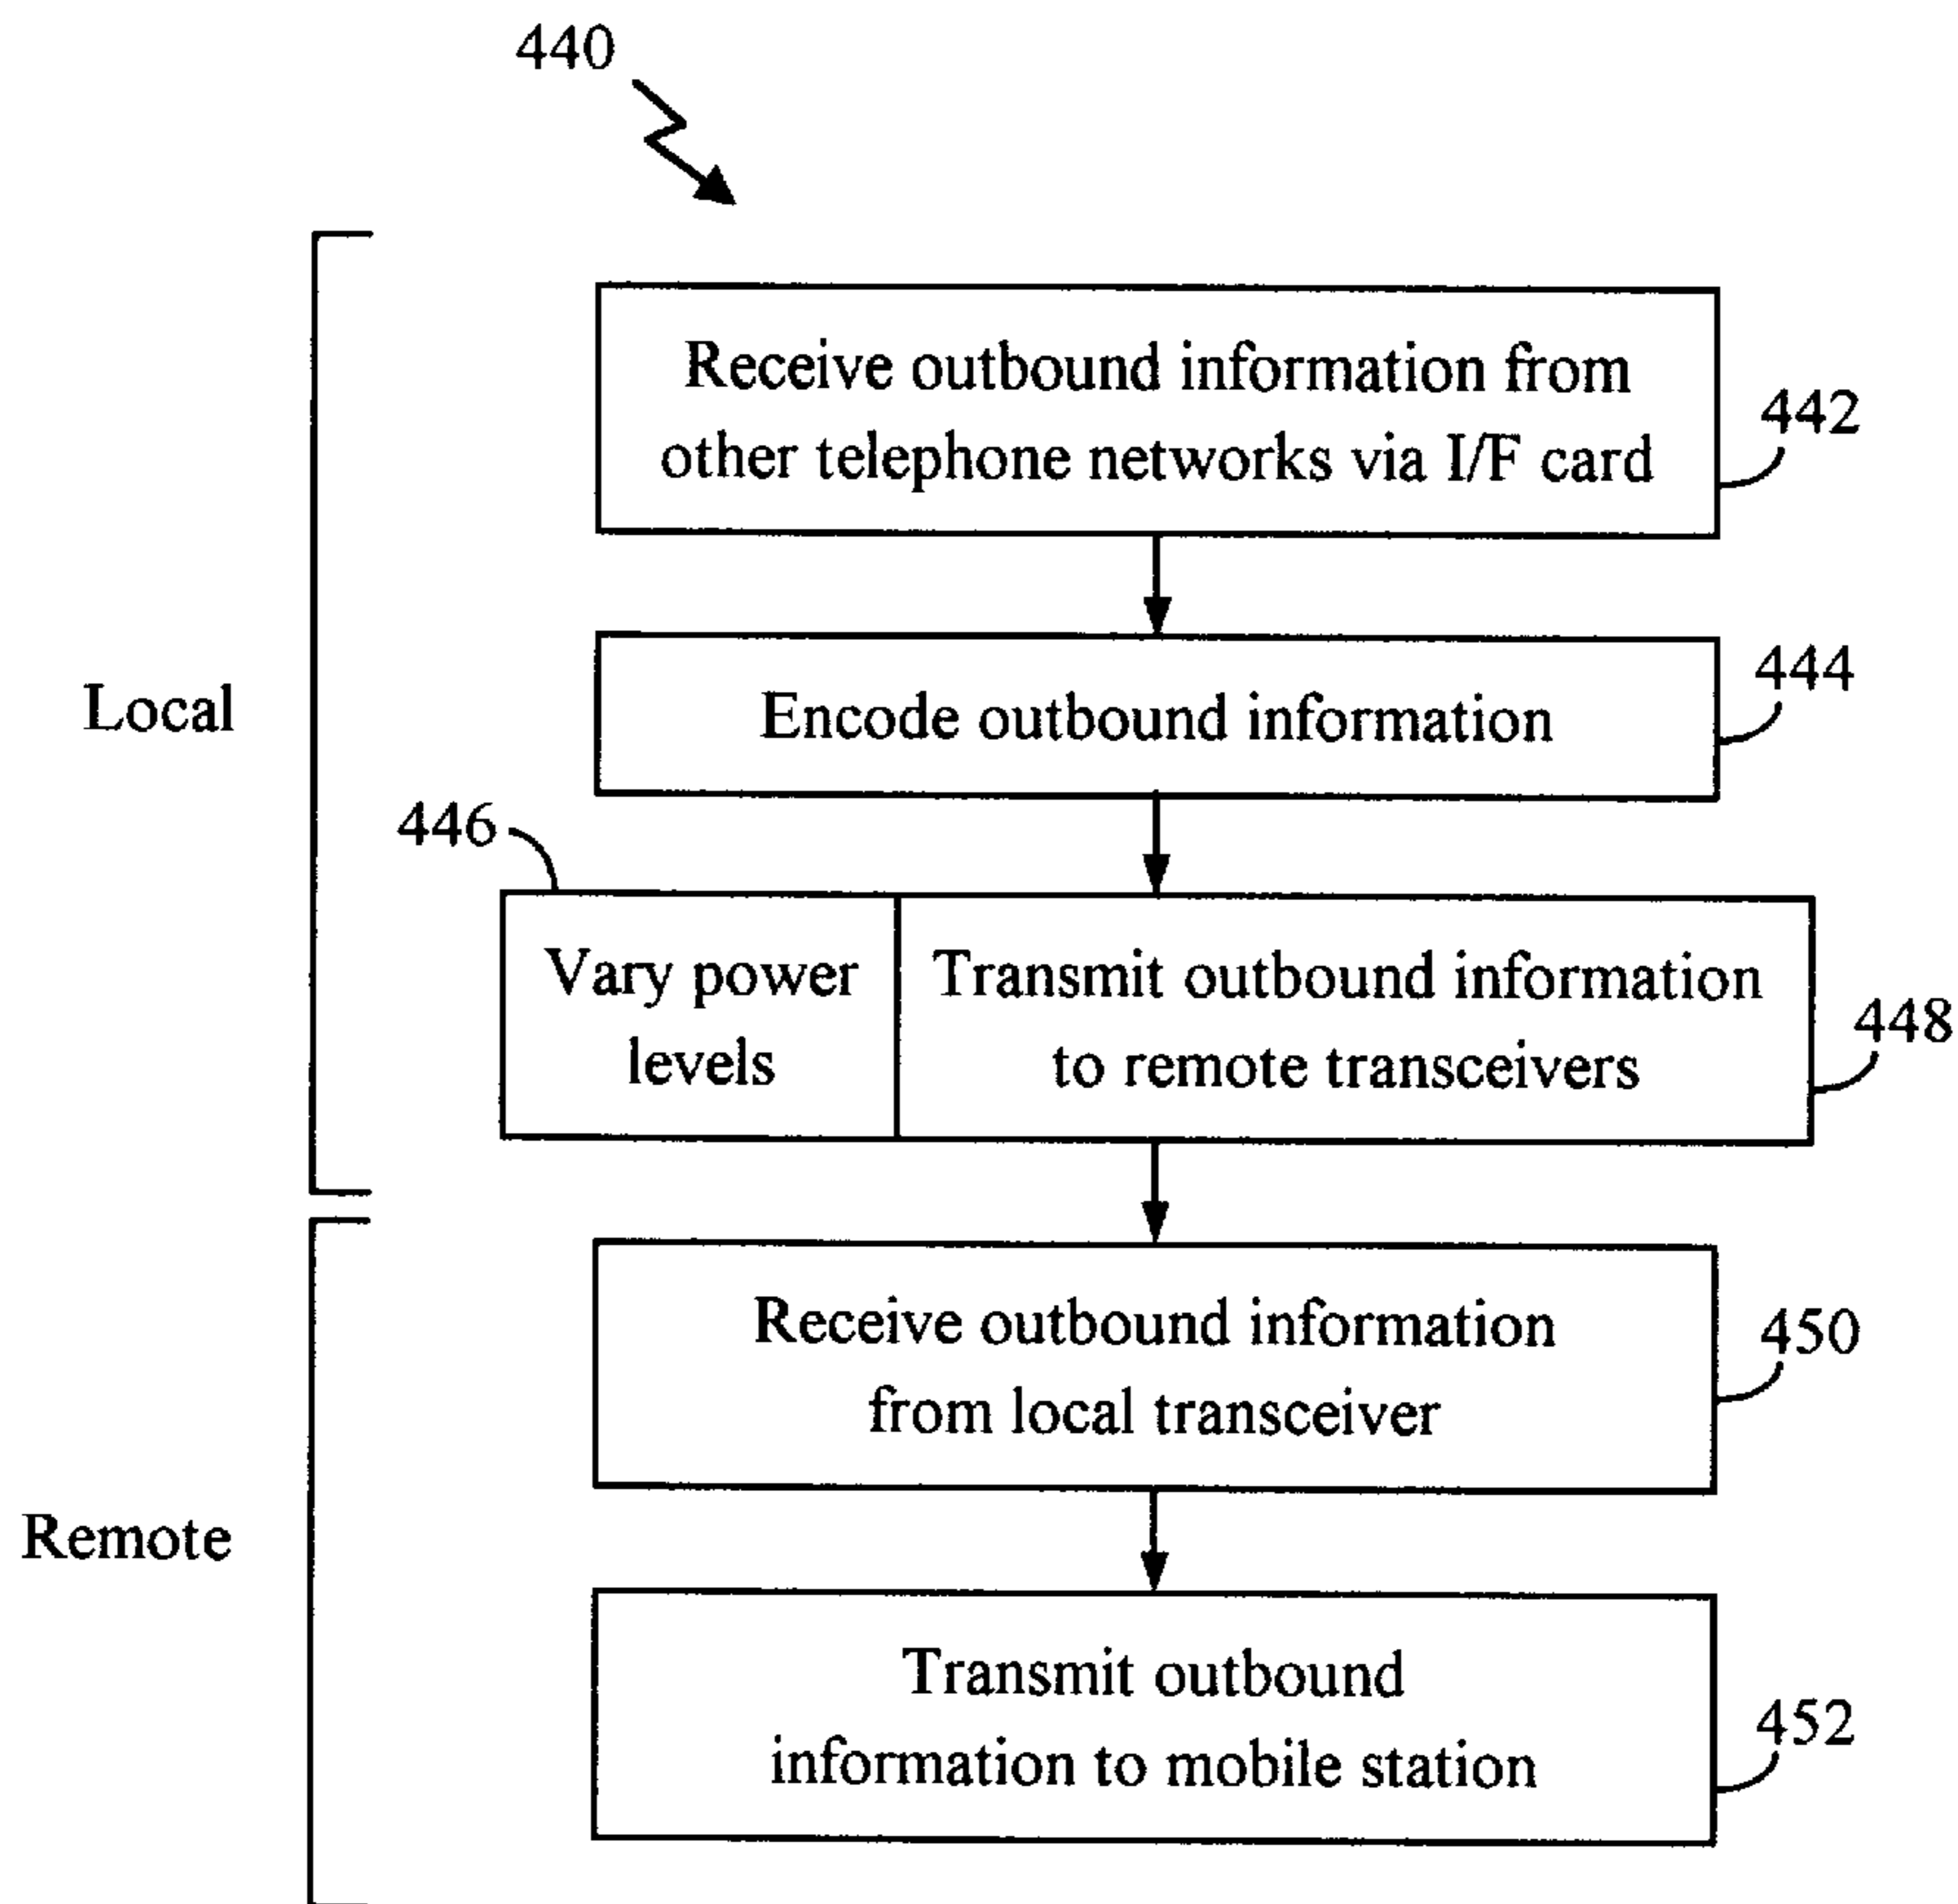 440
Receive outbound information from
other telephone networks via I/F card
442
Local
Encode outbound information
444
446
Vary power
levels
Transmit outbound information
to remote transceivers
448
Remote
Receive outbound information
from local transceiver
450
Transmit outbound
information to mobile station
452